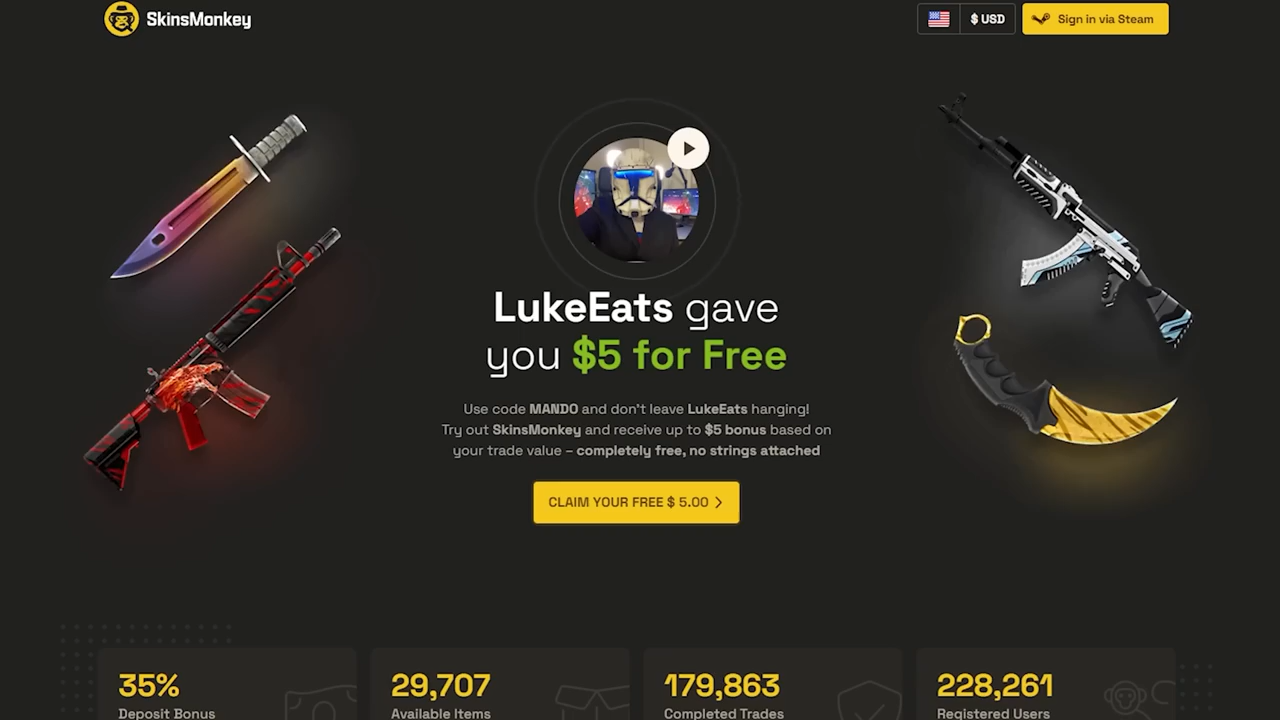 SkinsMonkey
$ USD
Sign in via Steam
LukeEats gave
you $5 for Free
Use code MANDO and don't leave LukeEats hanging!
Try out SkinsMonkey and receive up to $5 bonus based on
your trade value – completely free, no strings attached
CLAIM YOUR FREE $ 5.00
35%
Deposit Bonus
29,707
Available Items
179,863
Completed Trades
228,261
Registered Users